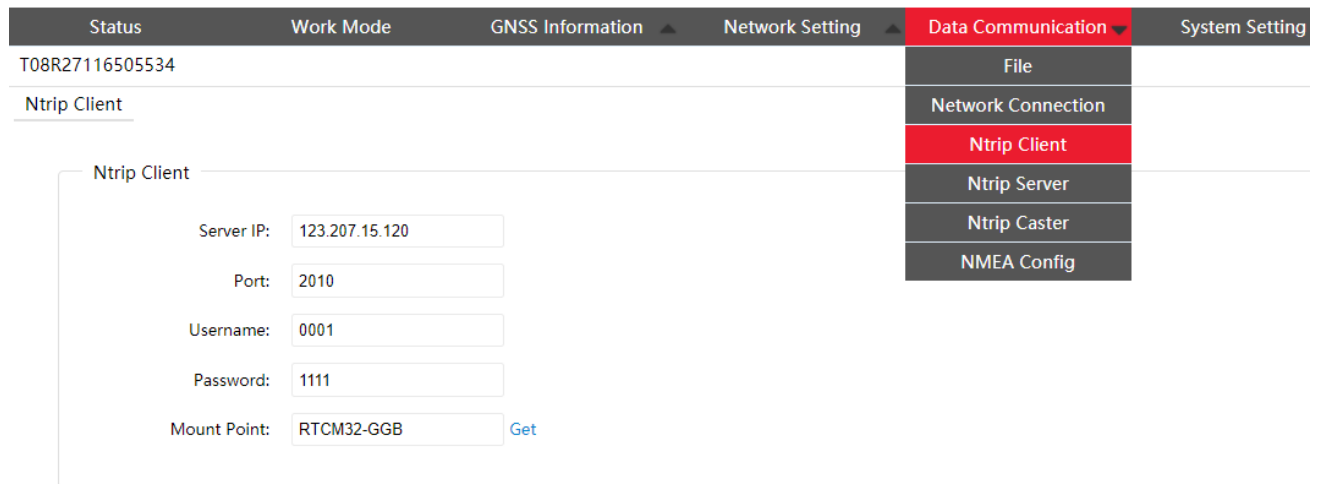 Status Work Mode GNSS Information Network Setting Data Communication System Setting
T08R27116505534
File
Ntrip Client
Network Connection
Ntrip Client
Ntrip Server
Ntrip Caster
NMEA Config
Ntrip Client
Server IP: 123.207.15.120
Port: 2010
Username: 0001
Password: 1111
Mount Point: RTCM32-GGB Get